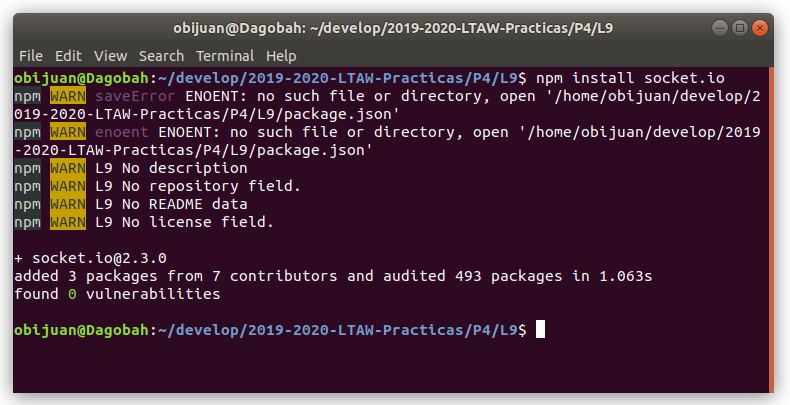 obijuan@Dagobah: ~/develop/2019-2020-LTAW-Practicas/P4/L9
File Edit View Search Terminal Help
obijuan@Dagobah:~/develop/2019-2020-LTAW-Practicas/P4/L9$ npm install socket.io
npm WARN saveError ENOENT: no such file or directory, open '/home/obijuan/develop/2
019-2020-LTAW-Practicas/P4/L9/package.json'
npm WARN enoent ENOENT: no such file or directory, open '/home/obijuan/develop/2019
-2020-LTAW-Practicas/P4/L9/package.json'
npm WARN L9 No description
npm WARN L9 No repository field.
npm WARN L9 No README data
npm WARN L9 No license field.
+ socket.io@2.3.0
added 3 packages from 7 contributors and audited 493 packages in 1.063s
found 0 vulnerabilities
obijuan@Dagobah:~/develop/2019-2020-LTAW-Practicas/P4/L9$